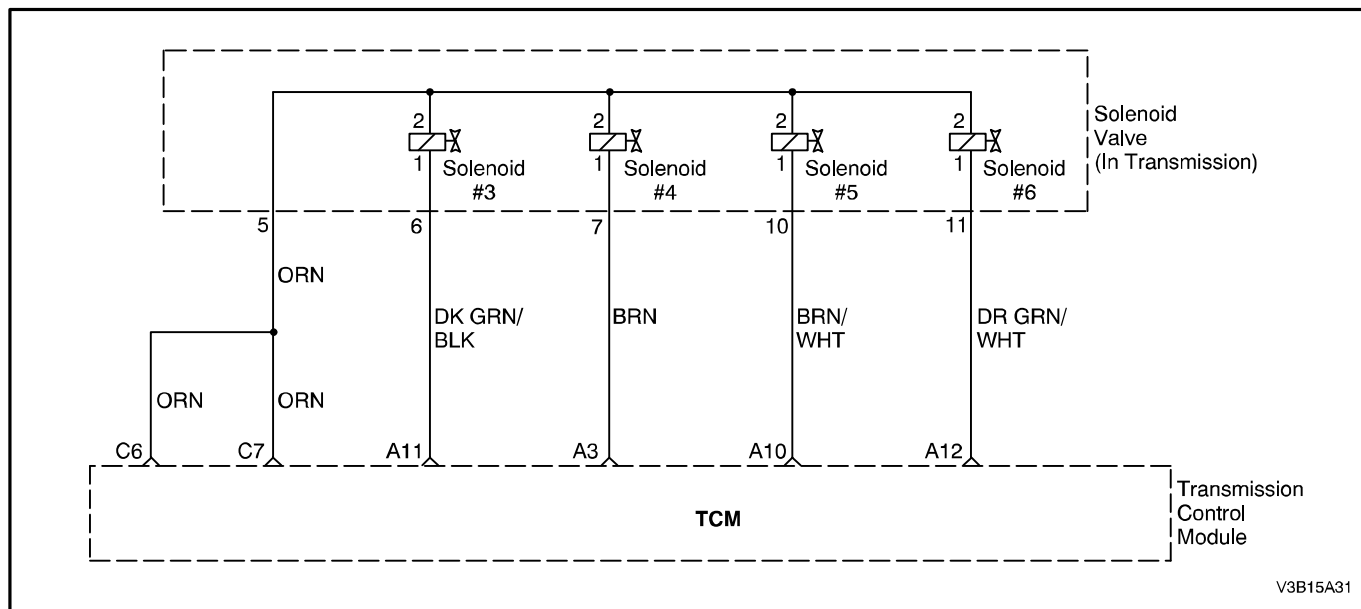 Solenoid
Valve
(In Transmission)
2
2
2
2
1
1
1
1
Solenoid
#3
Solenoid
#4
Solenoid
#5
Solenoid
#6
5
6
7
10
11
ORN
DK GRN/
BLK
BRN
BRN/
WHT
DR GRN/
WHT
ORN
ORN
C6
C7
A11
A3
A10
A12
TCM
Transmission
Control
Module
V3B15A31